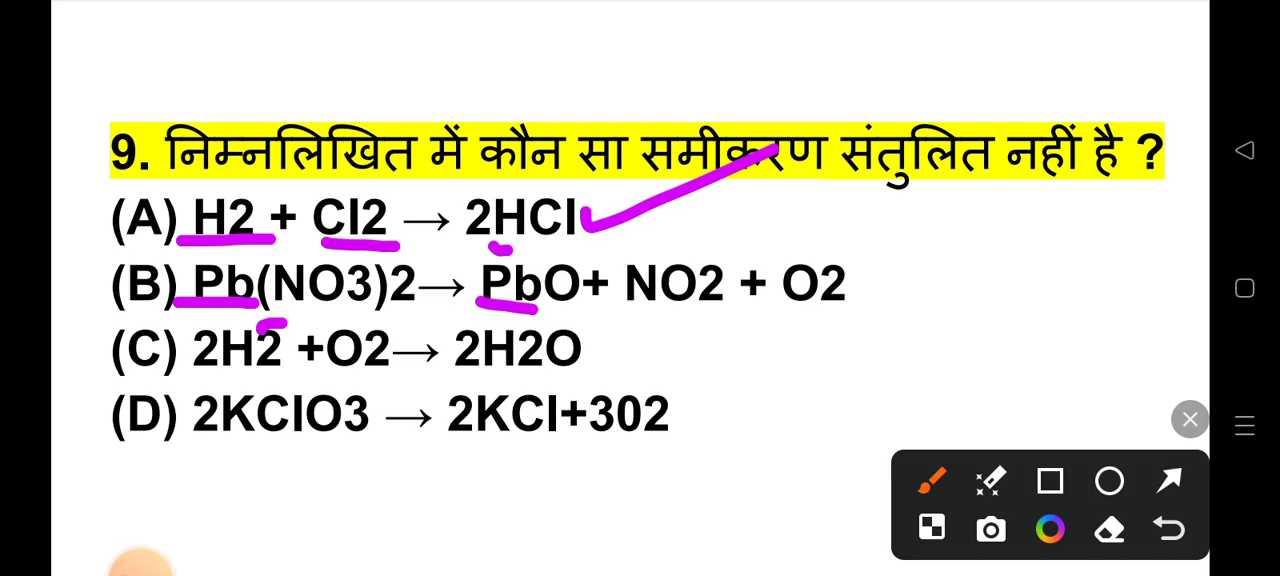 9. निम्नलिखित में कौन सा समीकरण संतुलित नहीं है ?
(A) H2 + Cl2 → 2HCl
(B) Pb(NO3)2→ PbO+ NO2 + O2
(C) 2H2 +O2→ 2H2O
(D) 2KClO3 → 2KCl+302